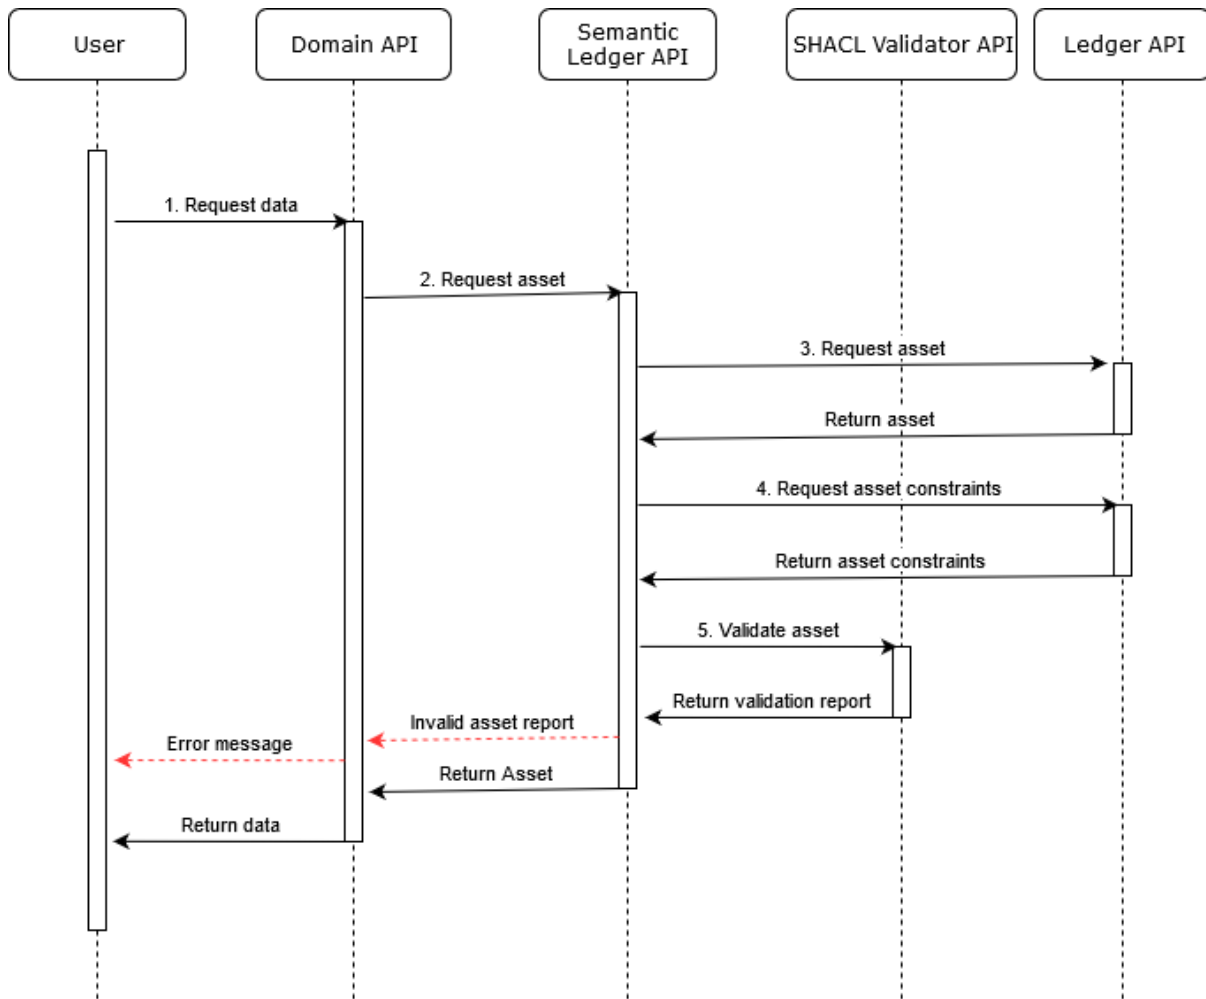 User
Domain API
Semantic
Ledger API
SHACL Validator API
Ledger API
1. Request data
2. Request asset
3. Request asset
Return asset
4. Request asset constraints
Return asset constraints
5. Validate asset
Return validation report
Invalid asset report
Error message
Return Asset
Return data